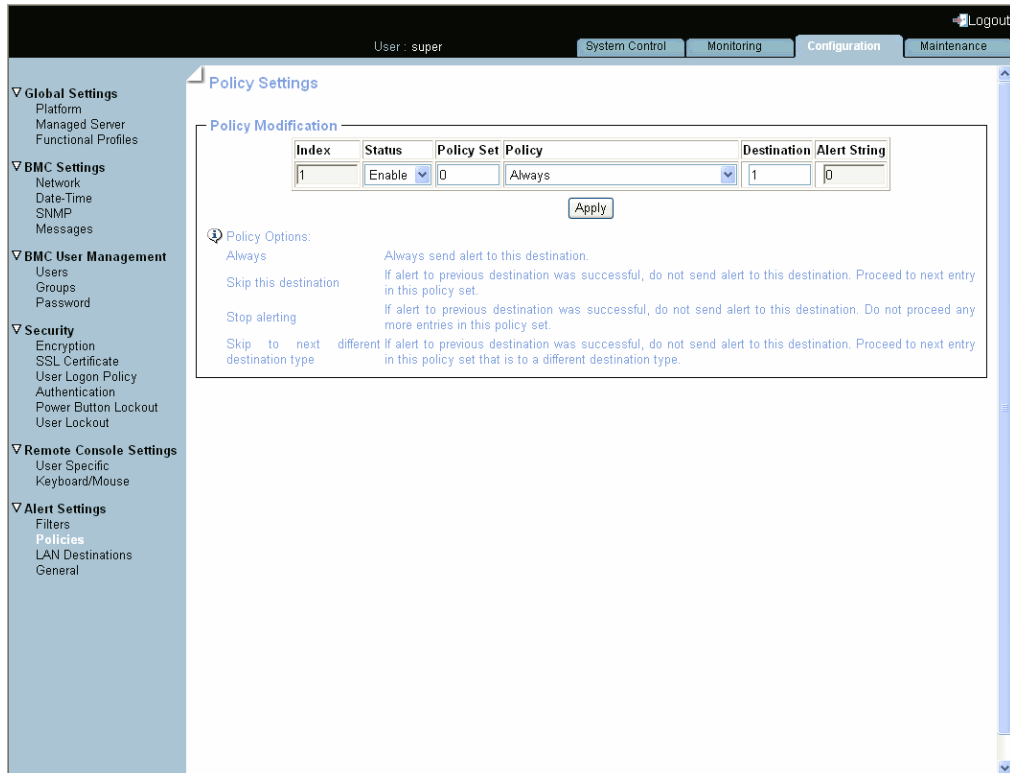 Logout
User : super
System Control
Monitoring
Configuration
Maintenance
Global Settings
Platform
Managed Server
Functional Profiles
BMC Settings
Network
Date-Time
SNMP
Messages
BMC User Management
Users
Groups
Password
Security
Encryption
SSL Certificate
User Logon Policy
Authentication
Power Button Lockout
User Lockout
Remote Console Settings
User Specific
Keyboard/Mouse
Alert Settings
Filters
Policies
LAN Destinations
General
Policy Settings
Policy Modification
Index Status Policy Set Policy Destination Alert String
1 Enable 0 Always 1 0
Apply
Policy Options:
Always Always send alert to this destination.
Skip this destination If alert to previous destination was successful, do not send alert to this destination. Proceed to next entry
in this policy set.
Stop alerting If alert to previous destination was successful, do not send alert to this destination. Do not proceed any
more entries in this policy set.
Skip to next different If alert to previous destination was successful, do not send alert to this destination. Proceed to next entry
destination type in this policy set that is to a different destination type.